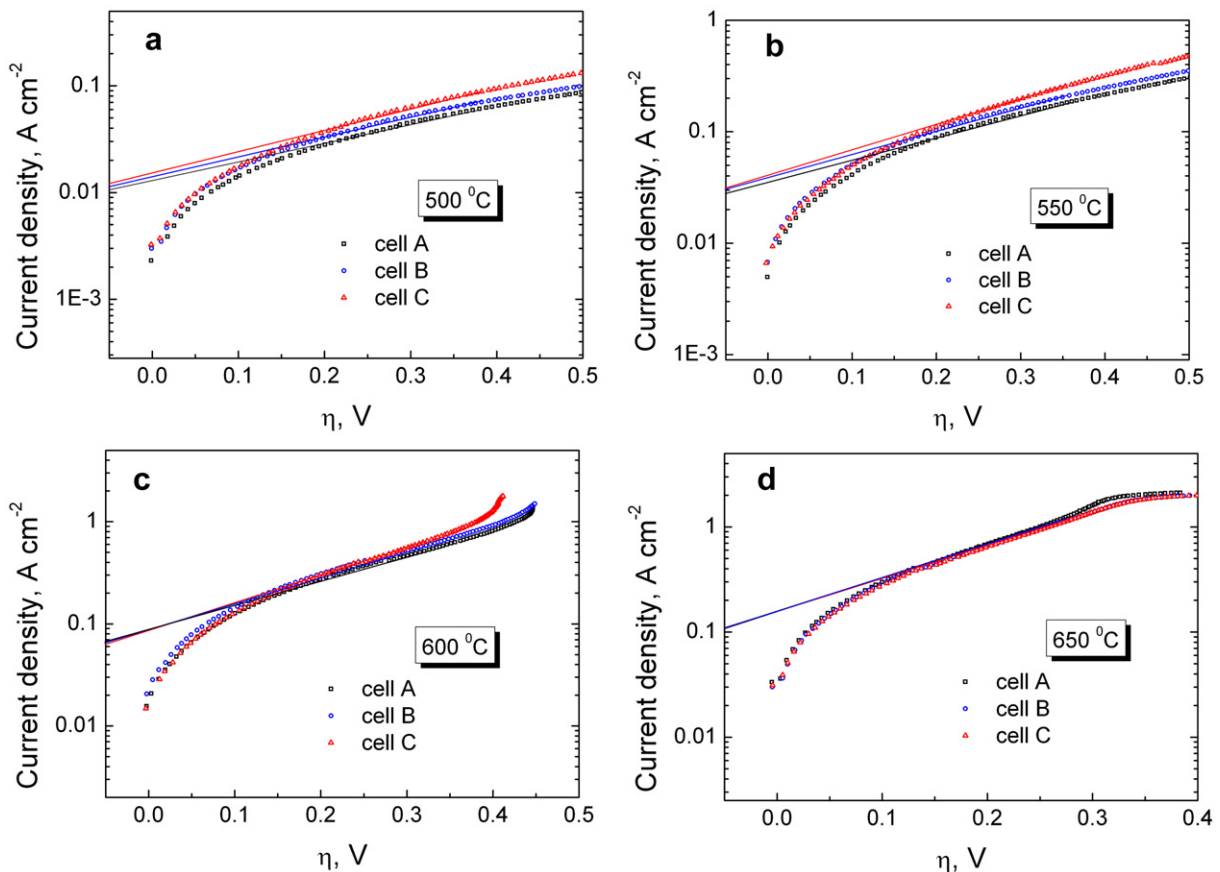 a
Current density, A cm-2
0.1
0.01
1E-3
500 0C
cell A
cell B
cell C
0.0 0.1 0.2 0.3 0.4 0.5
η, V
b
Current density, A cm-2
1
0.1
0.01
1E-3
550 0C
cell A
cell B
cell C
0.0 0.1 0.2 0.3 0.4 0.5
η, V
c
Current density, A cm-2
1
0.1
0.01
600 0C
cell A
cell B
cell C
0.0 0.1 0.2 0.3 0.4 0.5
η, V
d
Current density, A cm-2
1
0.1
0.01
650 0C
cell A
cell B
cell C
0.0 0.1 0.2 0.3 0.4
η, V